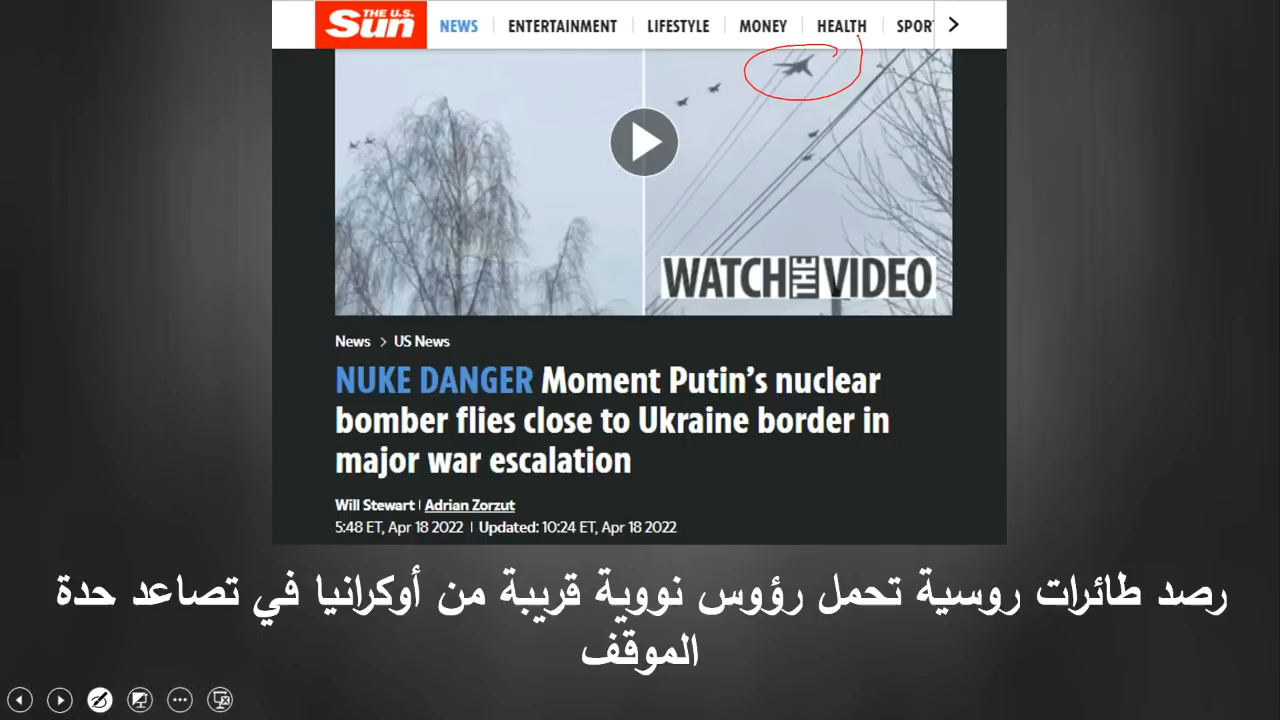 THE U.S.
Sun
NEWS ENTERTAINMENT LIFESTYLE MONEY HEALTH SPOR
WATCH THE VIDEO
News > US News
NUKE DANGER Moment Putin's nuclear
bomber flies close to Ukraine border in
major war escalation
Will Stewart | Adrian Zorzut
5:48 ET, Apr 18 2022 | Updated: 10:24 ET, Apr 18 2022
رصد طائرات روسية تحمل رؤوس نووية قريبة من أوكرانيا في تصاعد حدة
الموقف